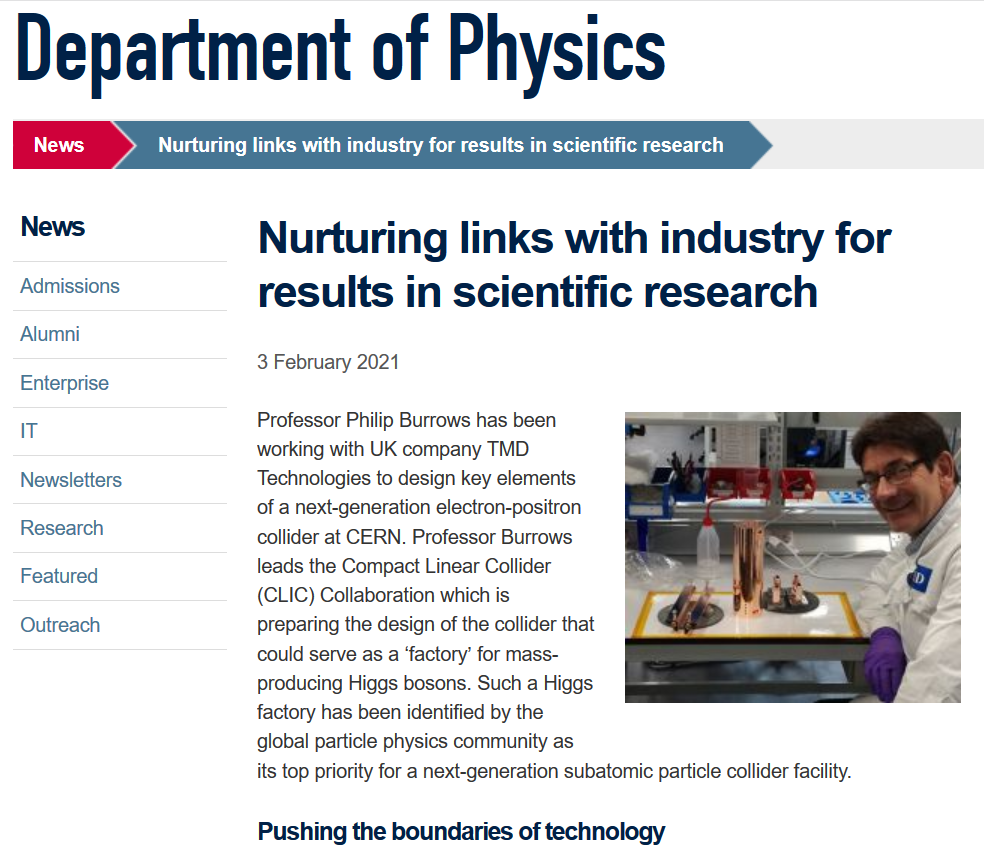 Department of Physics
News
Nurturing links with industry for results in scientific research
News
Admissions
Alumni
Enterprise
IT
Newsletters
Research
Featured
Outreach
Nurturing links with industry for
results in scientific research
3 February 2021
Professor Philip Burrows has been
working with UK company TMD
Technologies to design key elements
of a next-generation electron-positron
collider at CERN. Professor Burrows
leads the Compact Linear Collider
(CLIC) Collaboration which is
preparing the design of the collider that
could serve as a ‘factory’ for mass-
producing Higgs bosons. Such a Higgs
factory has been identified by the
global particle physics community as
its top priority for a next-generation subatomic particle collider facility.
Pushing the boundaries of technology